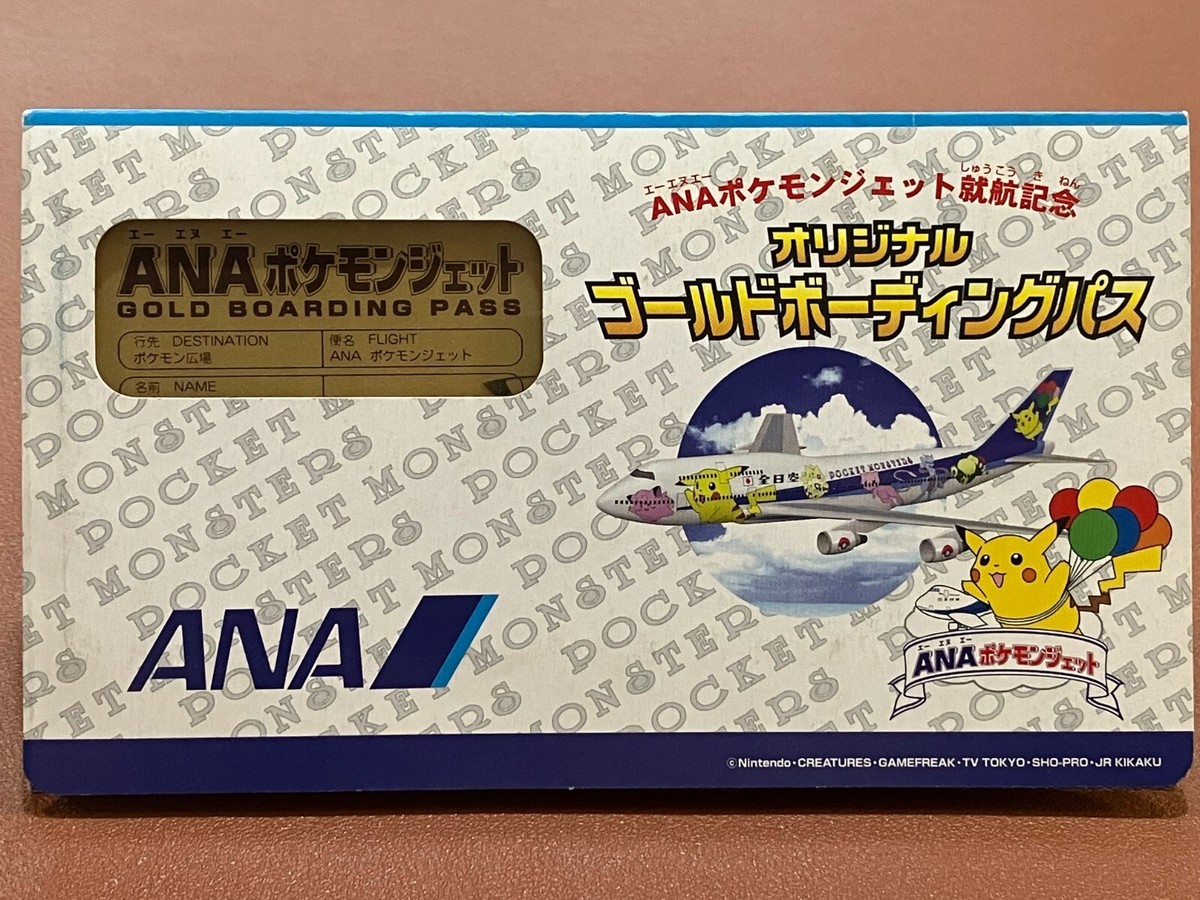 エーエヌエー しゅうこう き ねん
ANAポケモンジェット就航記念
オリジナル
ゴールドボーディングパス
エー エヌ エー
ANAポケモンジェット
GOLD BOARDING PASS
行先 DESTINATION
ポケモン広場
便名 FLIGHT
ANA ポケモンジェット
名前 NAME
全日空
POCKET MONSTERS
ANA
エー エヌ エー
ANAポケモンジェット
POCKET MONSTERS
©Nintendo・CREATURES・GAMEFREAK・TV TOKYO・SHO-PRO・JR KIKAKU